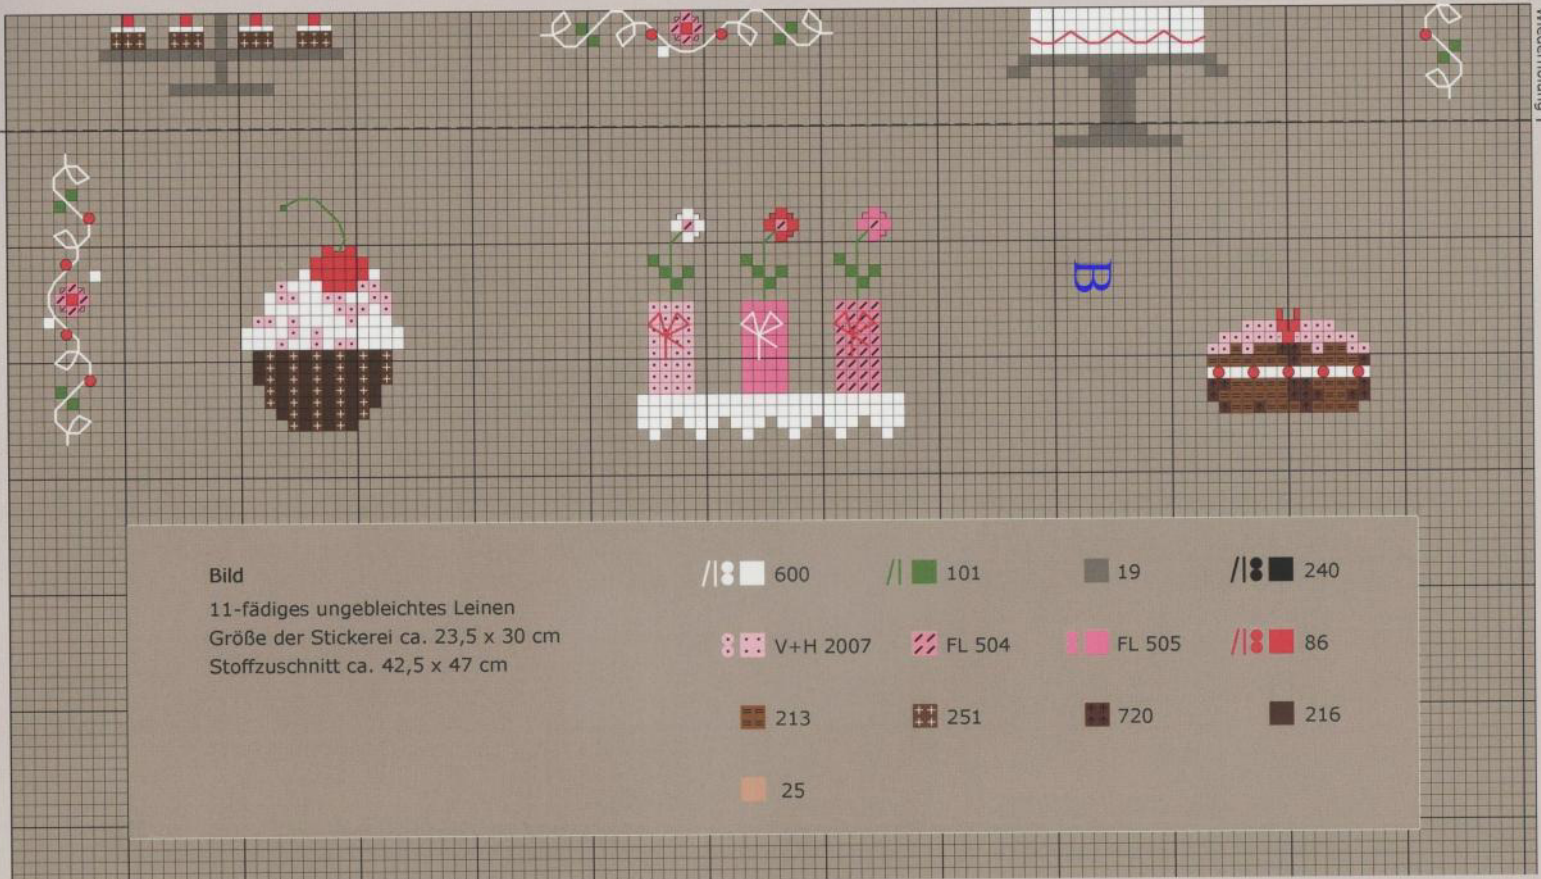 Wiederholung !
B
Bild
11-fädiges ungebleichtes Leinen
Größe der Stickerei ca. 23,5 x 30 cm
Stoffzuschnitt ca. 42,5 x 47 cm
600 101 19 240
V+H 2007 FL 504 FL 505 86
213 251 720 216
25